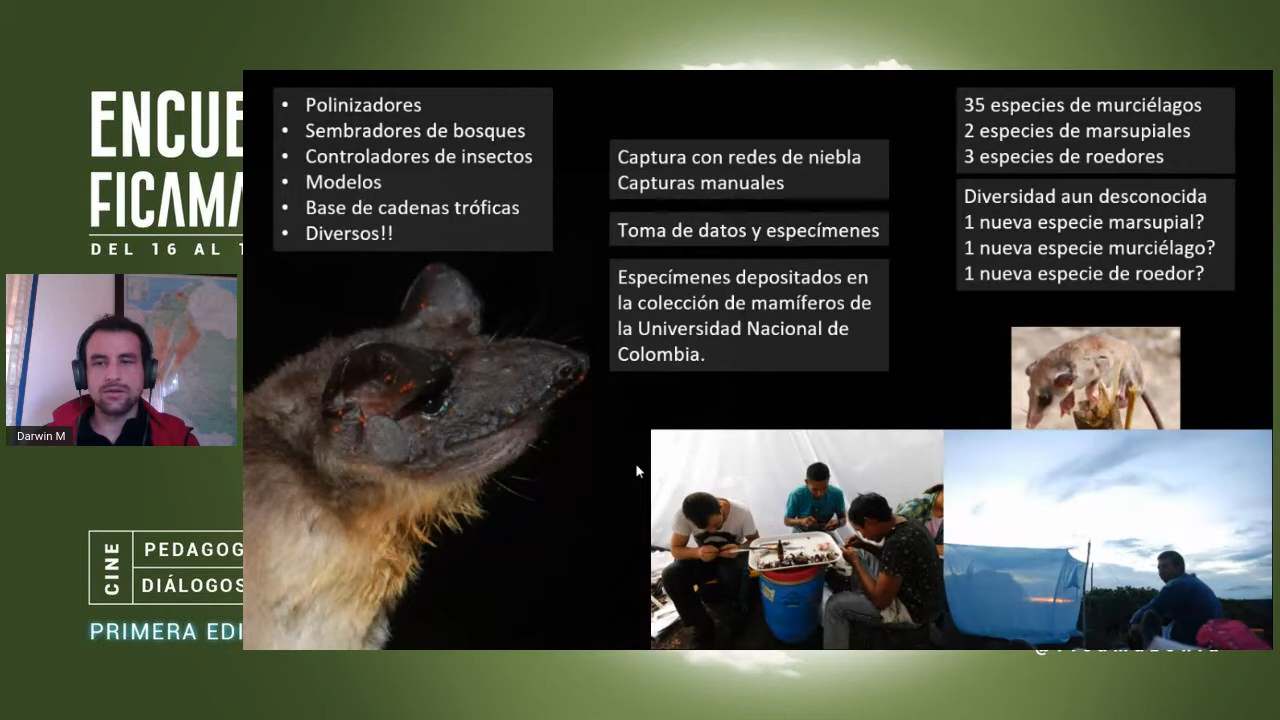 ENCUE
FICAMA
DEL 16 AL 1
Darwin M
CINE
PEDAGOG
DIÁLOGOS
PRIMERA EDI
• Polinizadores
• Sembradores de bosques
• Controladores de insectos
• Modelos
• Base de cadenas tróficas
• Diversos!!
Captura con redes de niebla
Capturas manuales
Toma de datos y especímenes
Especímenes depositados en
la colección de mamíferos de
la Universidad Nacional de
Colombia.
35 especies de murciélagos
2 especies de marsupiales
3 especies de roedores
Diversidad aun desconocida
1 nueva especie marsupial?
1 nueva especie murciélago?
1 nueva especie de roedor?